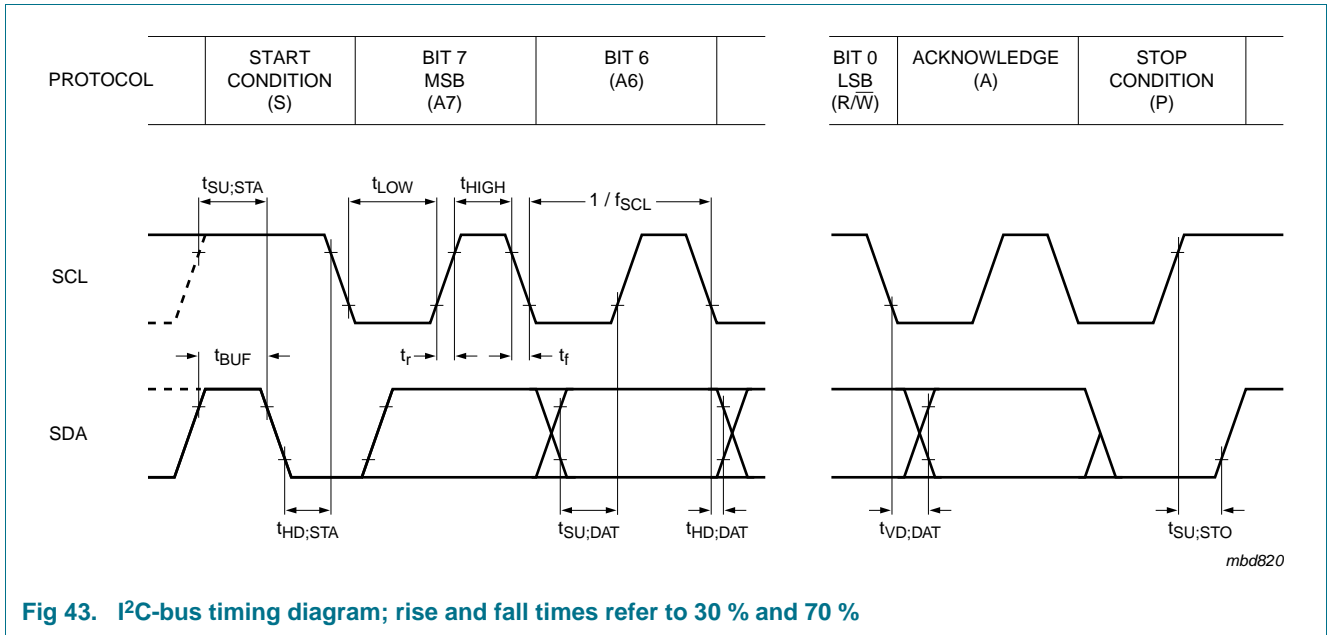 PROTOCOL
START
CONDITION
(S)
BIT 7
MSB
(A7)
BIT 6
(A6)
BIT 0
LSB
(R/W̅)
ACKNOWLEDGE
(A)
STOP
CONDITION
(P)
tSU;STA
tLOW
tHIGH
1 / fSCL
SCL
tBUF
tr
tf
SDA
tHD;STA
tSU;DAT
tHD;DAT
tVD;DAT
tSU;STO
mbd820
Fig 43. I²C-bus timing diagram; rise and fall times refer to 30 % and 70 %